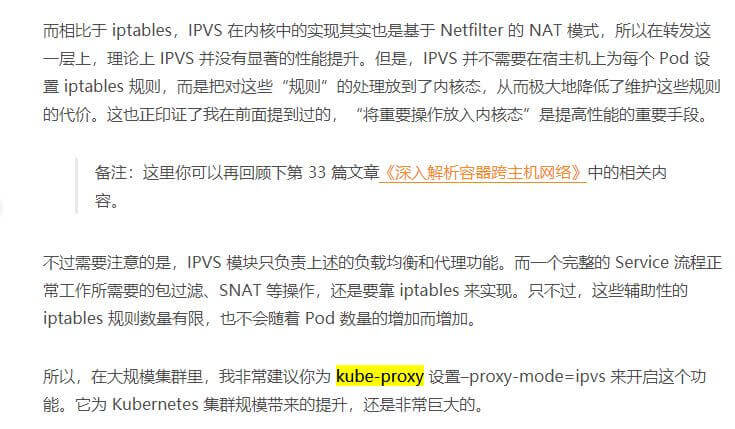 而相比于 iptables，IPVS 在内核中的实现其实也是基于 Netfilter 的 NAT 模式，所以在转发这
一层上，理论上 IPVS 并没有显著的性能提升。但是，IPVS 并不需要在宿主机上为每个 Pod 设
置 iptables 规则，而是把对这些“规则”的处理放到了内核态，从而极大地降低了维护这些规则
的代价。这也正印证了我在前面提到过的，“将重要操作放入内核态”是提高性能的重要手段。
备注：这里你可以再回顾下第 33 篇文章《深入解析容器跨主机网络》中的相关内
容。
不过需要注意的是，IPVS 模块只负责上述的负载均衡和代理功能。而一个完整的 Service 流程正
常工作所需要的包过滤、SNAT 等操作，还是要靠 iptables 来实现。只不过，这些辅助性的
iptables 规则数量有限，也不会随着 Pod 数量的增加而增加。
所以，在大规模集群里，我非常建议你为 kube-proxy 设置–proxy-mode=ipvs 来开启这个功
能。它为 Kubernetes 集群规模带来的提升，还是非常巨大的。